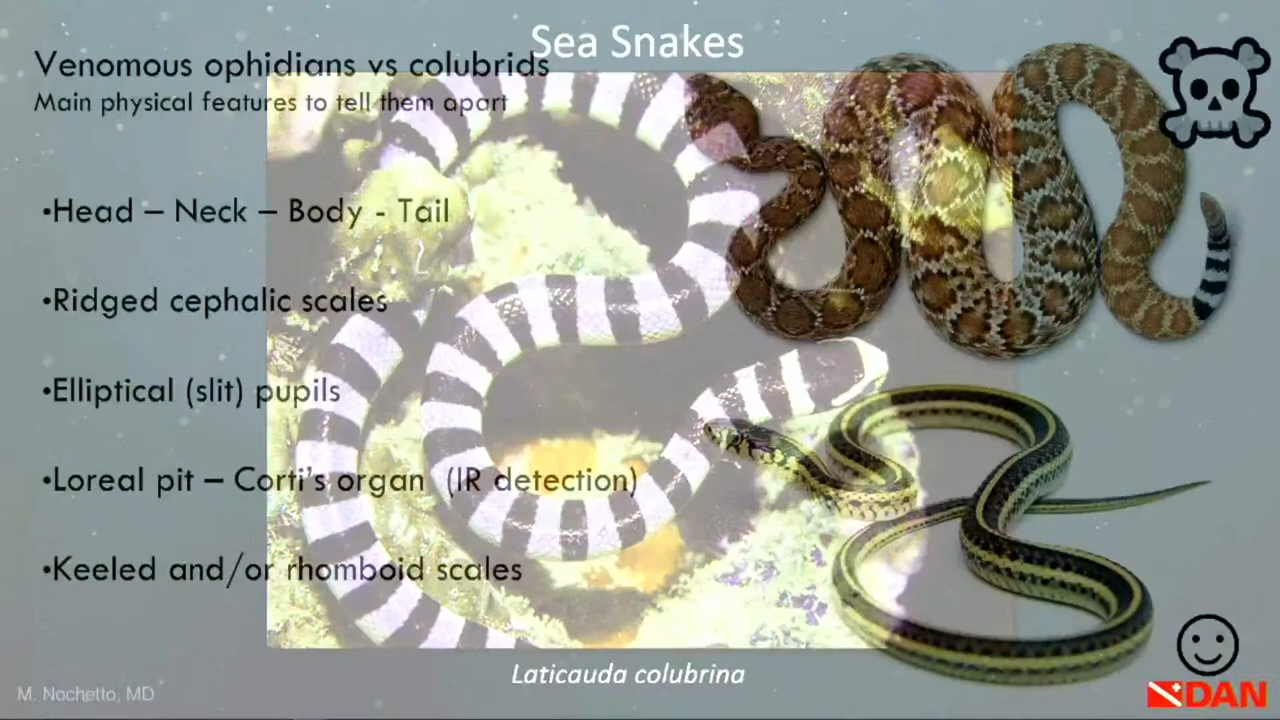 Sea Snakes
Venomous ophidians vs colubrids
Main physical features to tell them apart
•Head – Neck – Body - Tail
•Ridged cephalic scales
•Elliptical (slit) pupils
•Loreal pit – Corti's organ (IR detection)
•Keeled and/or rhomboid scales
Laticauda colubrina
M. Nochetto, MD
DAN